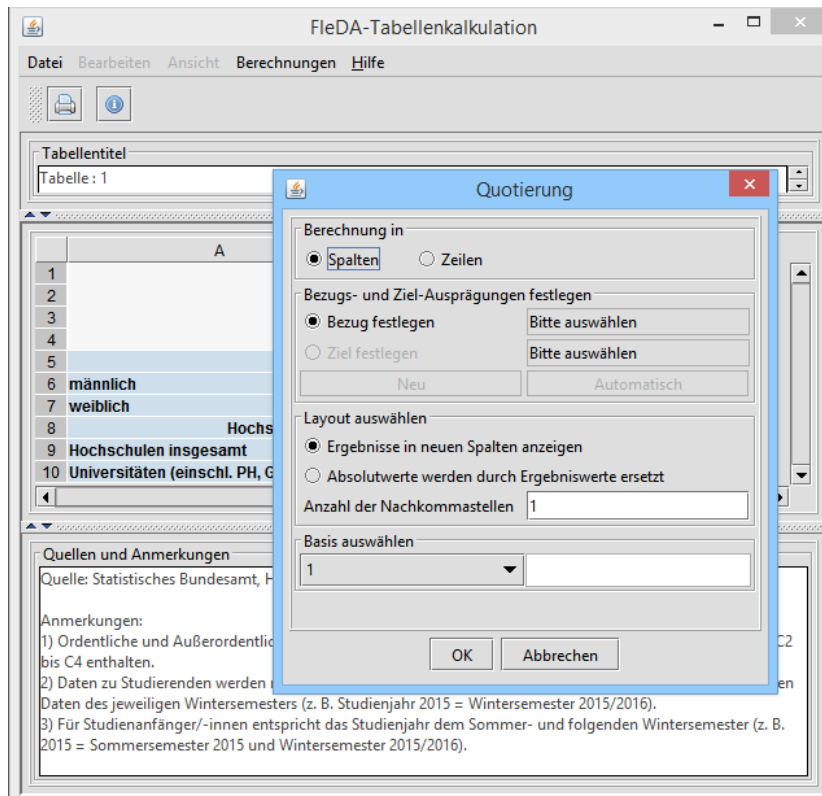 FleDA-Tabellenkalkulation
Datei Bearbeiten Ansicht Berechnungen Hilfe
Tabellentitel
Tabelle : 1
A
1
2
3
4
5
6 männlich
7 weiblich
8 Hochs
9 Hochschulen insgesamt
10 Universitäten (einschl. PH, G
Quellen und Anmerkungen
Quelle: Statistisches Bundesamt, H
Anmerkungen:
1) Ordentliche und Außerordentlic C2
bis C4 enthalten.
2) Daten zu Studierenden werden en
Daten des jeweiligen Wintersemesters (z. B. Studienjahr 2015 = Wintersemester 2015/2016).
3) Für Studienanfänger/-innen entspricht das Studienjahr dem Sommer- und folgenden Wintersemester (z. B.
2015 = Sommersemester 2015 und Wintersemester 2015/2016).
Quotierung
Berechnung in
Spalten Zeilen
Bezugs- und Ziel-Ausprägungen festlegen
Bezug festlegen Bitte auswählen
Ziel festlegen Bitte auswählen
Neu Automatisch
Layout auswählen
Ergebnisse in neuen Spalten anzeigen
Absolutwerte werden durch Ergebniswerte ersetzt
Anzahl der Nachkommastellen 1
Basis auswählen
1
OK Abbrechen